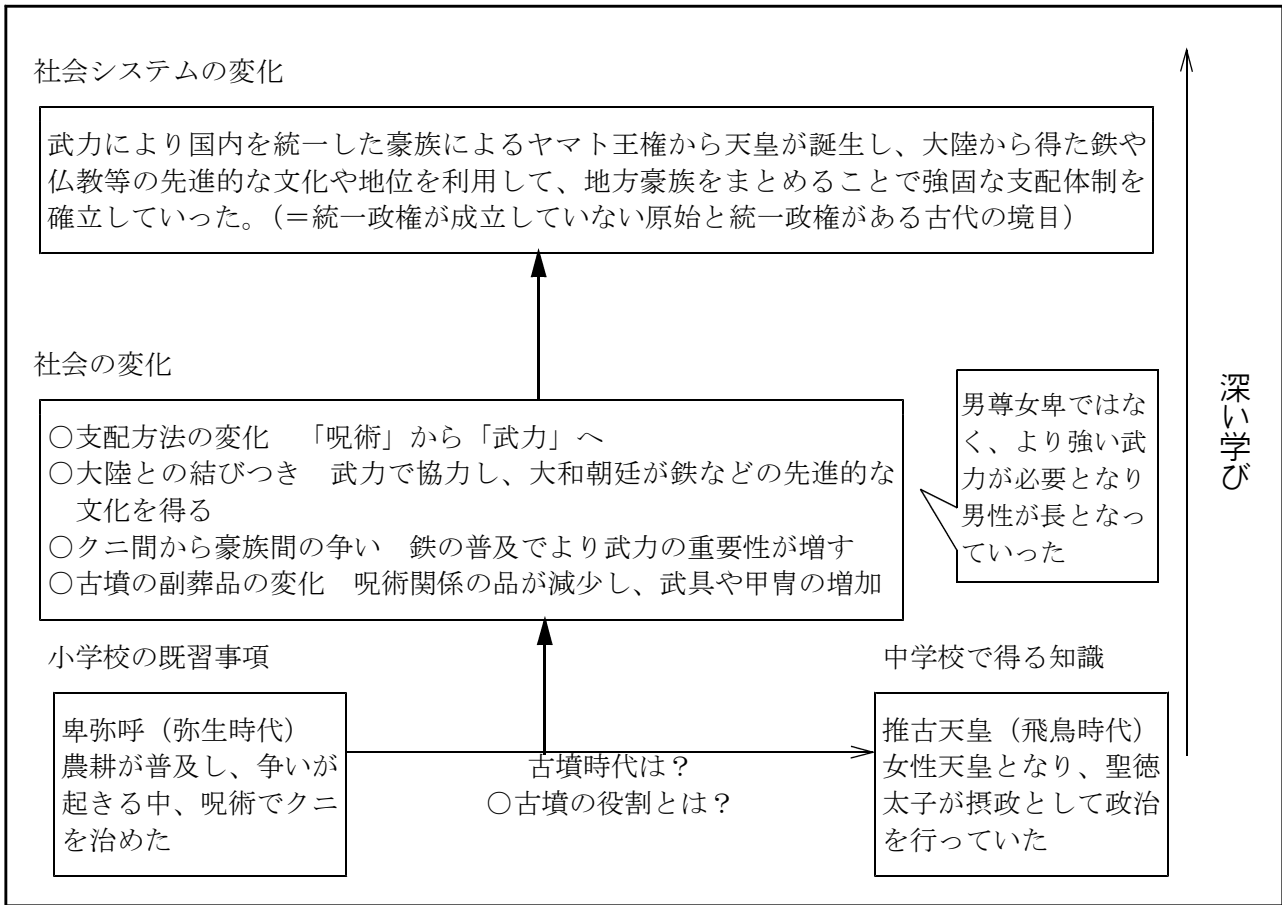 社会システムの変化
武力により国内を統一した豪族によるヤマト王権から天皇が誕生し、大陸から得た鉄や
仏教等の先進的な文化や地位を利用して、地方豪族をまとめることで強固な支配体制を
確立していった。（＝統一政権が成立していない原始と統一政権がある古代の境目）
社会の変化
○支配方法の変化　「呪術」から「武力」へ
○大陸との結びつき　武力で協力し、大和朝廷が鉄などの先進的な
文化を得る
○クニ間から豪族間の争い　鉄の普及でより武力の重要性が増す
○古墳の副葬品の変化　呪術関係の品が減少し、武具や甲冑の増加
男尊女卑ではな
く、より強い武
力が必要となり
男性が長となっ
ていった
深い学び
小学校の既習事項
卑弥呼（弥生時代）
農耕が普及し、争いが
起きる中、呪術でクニ
を治めた
古墳時代は？
○古墳の役割とは？
中学校で得る知識
推古天皇（飛鳥時代）
女性天皇となり、聖徳
太子が摂政として政治
を行っていた